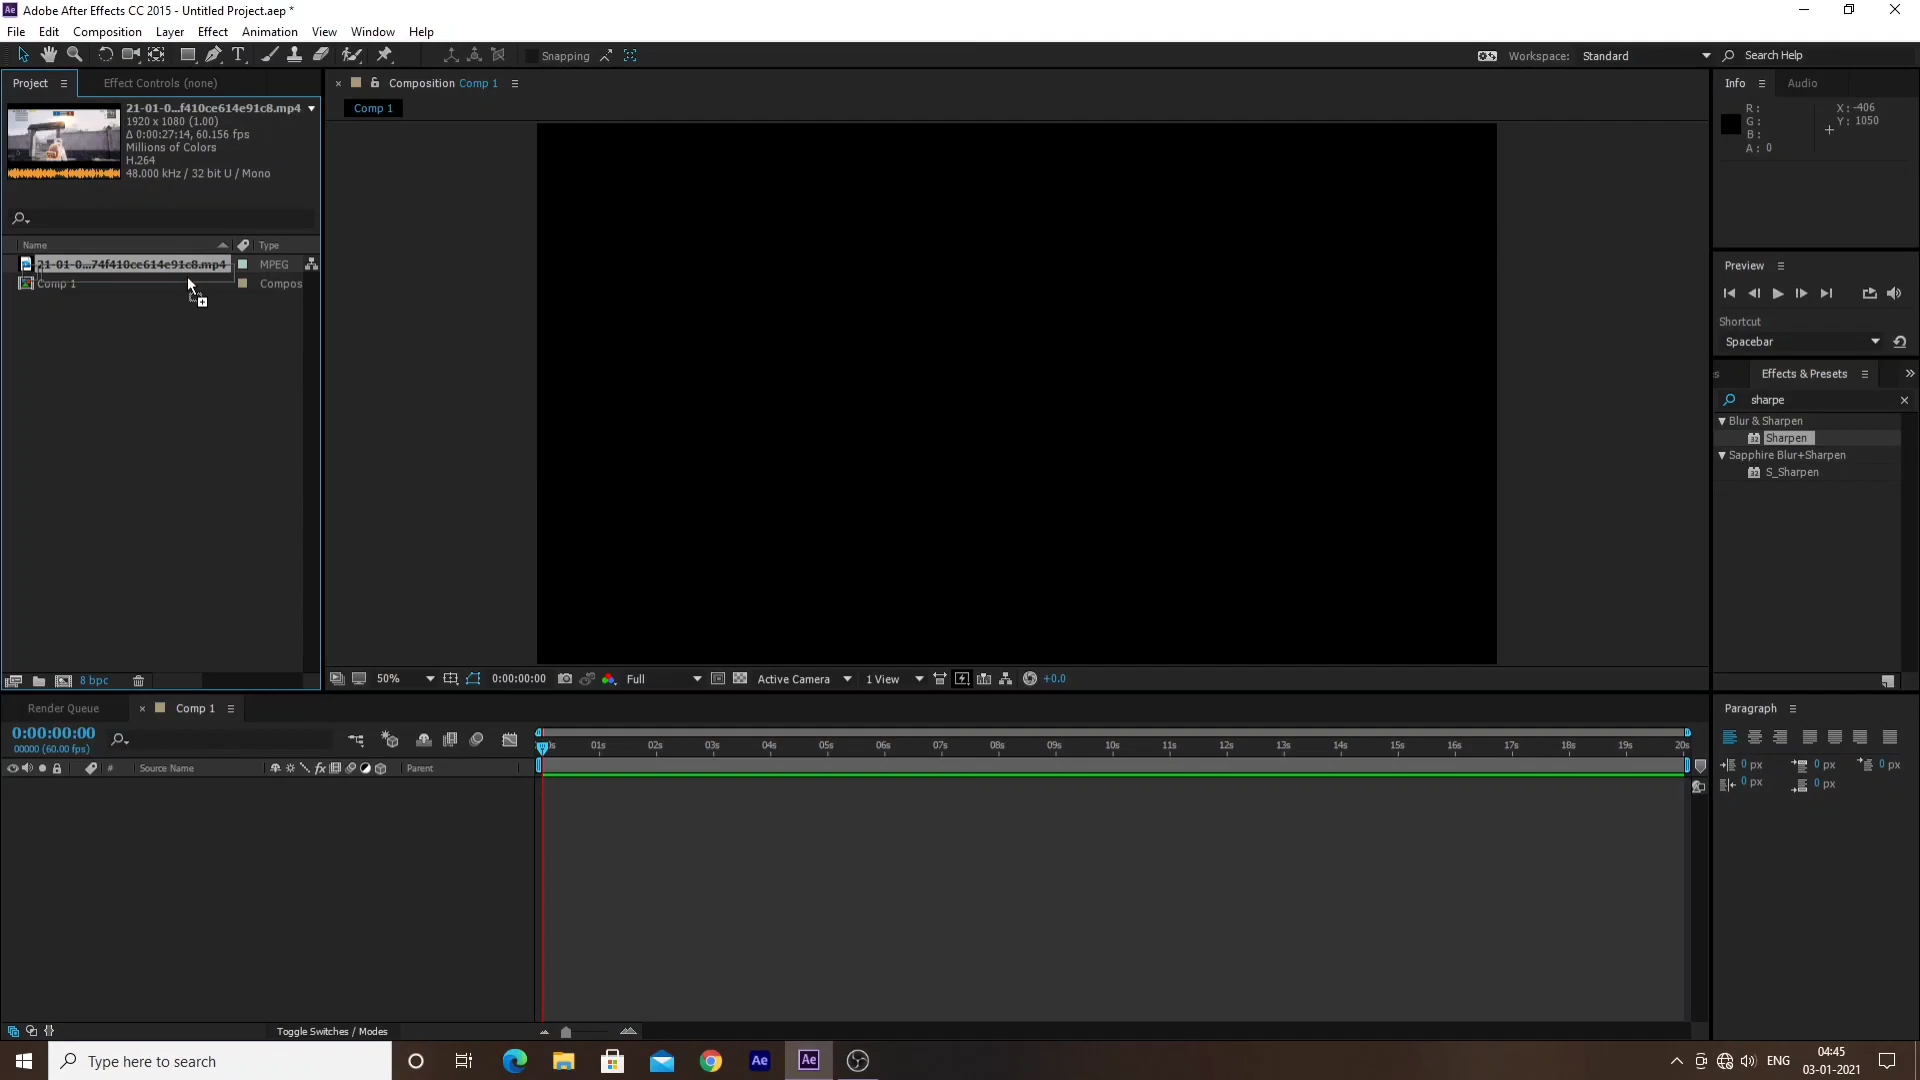 Adobe After Effects CC 2015 - Untitled Project.aep *
File Edit Composition Layer Effect Animation View Window Help
Snapping
Workspace: Standard
Search Help
Project
Effect Controls (none)
21-01-0...f410ce614e91c8.mp4
1920 x 1080 (1.00)
Δ 0:00:27:14, 60.156 fps
Millions of Colors
H.264
48.000 kHz / 32 bit U / Mono
Name Type
21-01-0...74f410ce614e91c8.mp4 MPEG
Comp 1 Compos
8 bpc
Composition Comp 1
Comp 1
50% 0:00:00:00 Full Active Camera 1 View +0.0
Info Audio
R:
G:
B:
A: 0
X: -406
Y: 1050
Preview
Shortcut
Spacebar
Effects & Presets
sharpe
Blur & Sharpen
Sharpen
Sapphire Blur+Sharpen
S_Sharpen
Render Queue
Comp 1
0:00:00:00
00000 (60.00 fps)
01s 02s 03s 04s 05s 06s 07s 08s 09s 10s 11s 12s 13s 14s 15s 16s 17s 18s 19s 20s
# Source Name fx Parent
Toggle Switches / Modes
Paragraph
0 px 0 px 0 px
0 px 0 px
Type here to search
Ae
Ae
ENG
04:45
03-01-2021